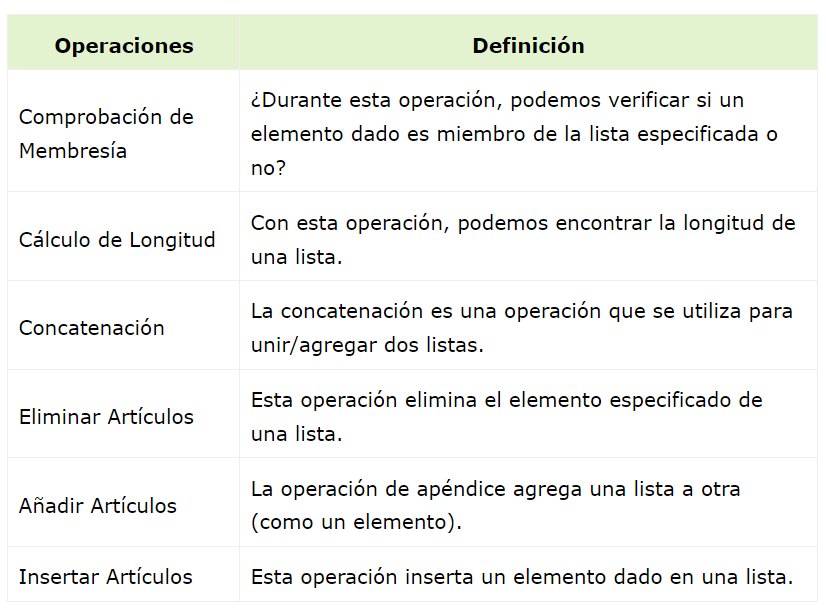 Operaciones
Definición
Comprobación de
Membresía
¿Durante esta operación, podemos verificar si un
elemento dado es miembro de la lista especificada o
no?
Cálculo de Longitud
Con esta operación, podemos encontrar la longitud de
una lista.
Concatenación
La concatenación es una operación que se utiliza para
unir/agregar dos listas.
Eliminar Artículos
Esta operación elimina el elemento especificado de
una lista.
Añadir Artículos
La operación de apéndice agrega una lista a otra
(como un elemento).
Insertar Artículos
Esta operación inserta un elemento dado en una lista.